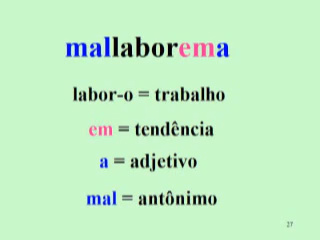 mallaborema
labor-o = trabalho
em = tendência
a = adjetivo
mal = antônimo
27